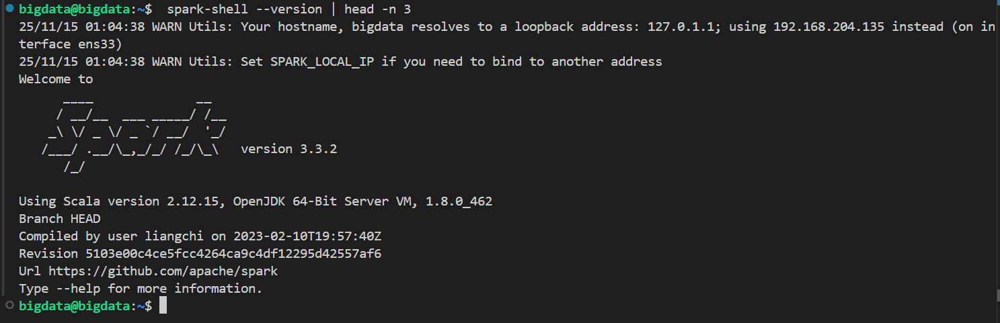 bigdata@bigdata:~$  spark-shell --version | head -n 3
25/11/15 01:04:38 WARN Utils: Your hostname, bigdata resolves to a loopback address: 127.0.1.1; using 192.168.204.135 instead (on in
terface ens33)
25/11/15 01:04:38 WARN Utils: Set SPARK_LOCAL_IP if you need to bind to another address
Welcome to
      ____              __
     / __/__  ___ _____/ /__
    _\ \/ _ \/ _ `/ __/  '_/
   /___/ .__/\_,_/_/ /_/\_\   version 3.3.2
      /_/

Using Scala version 2.12.15, OpenJDK 64-Bit Server VM, 1.8.0_462
Branch HEAD
Compiled by user liangchi on 2023-02-10T19:57:40Z
Revision 5103e00c4ce5fcc4264ca9c4df12295d42557af6
Url https://github.com/apache/spark
Type --help for more information.
bigdata@bigdata:~$